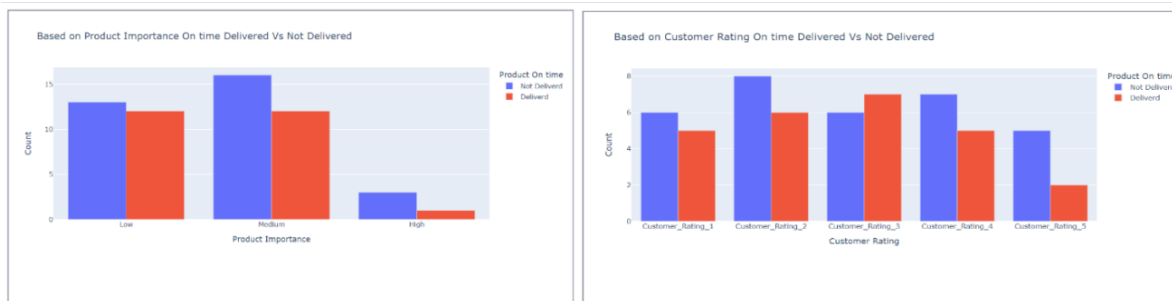 Based on Product Importance On time Delivered Vs Not Delivered
Product On time
Not Deliverd
Deliverd
15
10
5
0
Count
Low
Medium
High
Product Importance
Based on Customer Rating On time Delivered Vs Not Delivered
Product On time
Not Deliverd
Deliverd
8
6
4
2
0
Count
Customer_Rating_1
Customer_Rating_2
Customer_Rating_3
Customer_Rating_4
Customer_Rating_5
Customer Rating